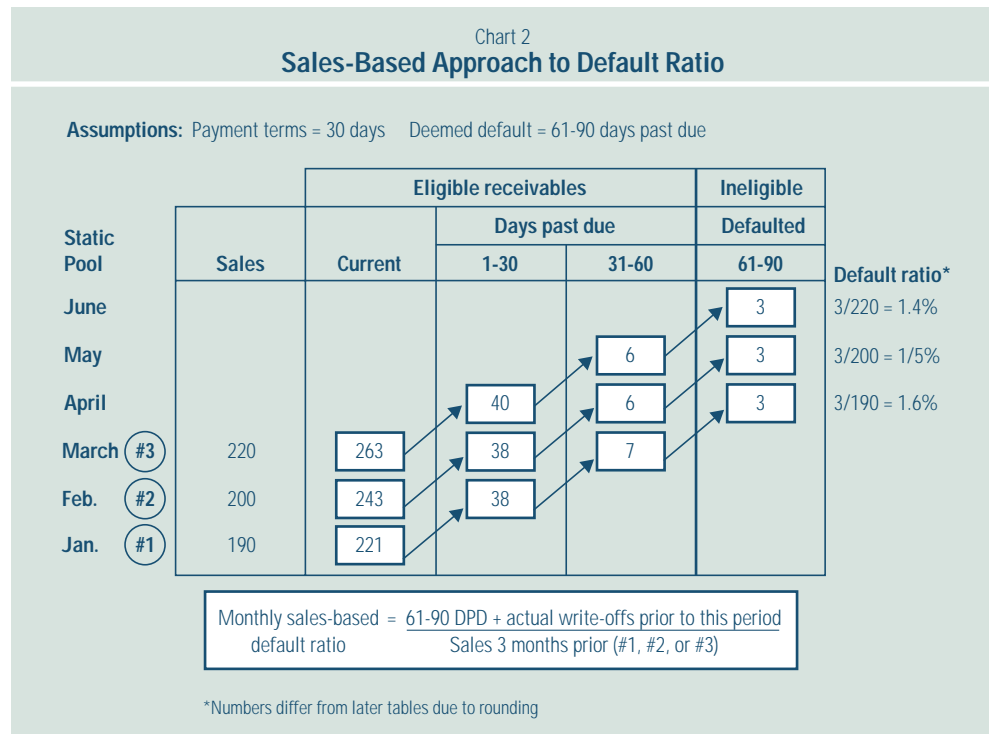 Chart 2
Sales-Based Approach to Default Ratio
Assumptions: Payment terms = 30 days Deemed default = 61-90 days past due
Eligible receivables Ineligible
Days past due Defaulted
Static
Pool Sales Current 1-30 31-60 61-90 Default ratio*
June 3 3/220 = 1.4%
May 6 3 3/200 = 1/5%
April 40 6 3 3/190 = 1.6%
March #3 220 263 38 7
Feb. #2 200 243 38
Jan. #1 190 221
Monthly sales-based = 61-90 DPD + actual write-offs prior to this period
default ratio Sales 3 months prior (#1, #2, or #3)
*Numbers differ from later tables due to rounding